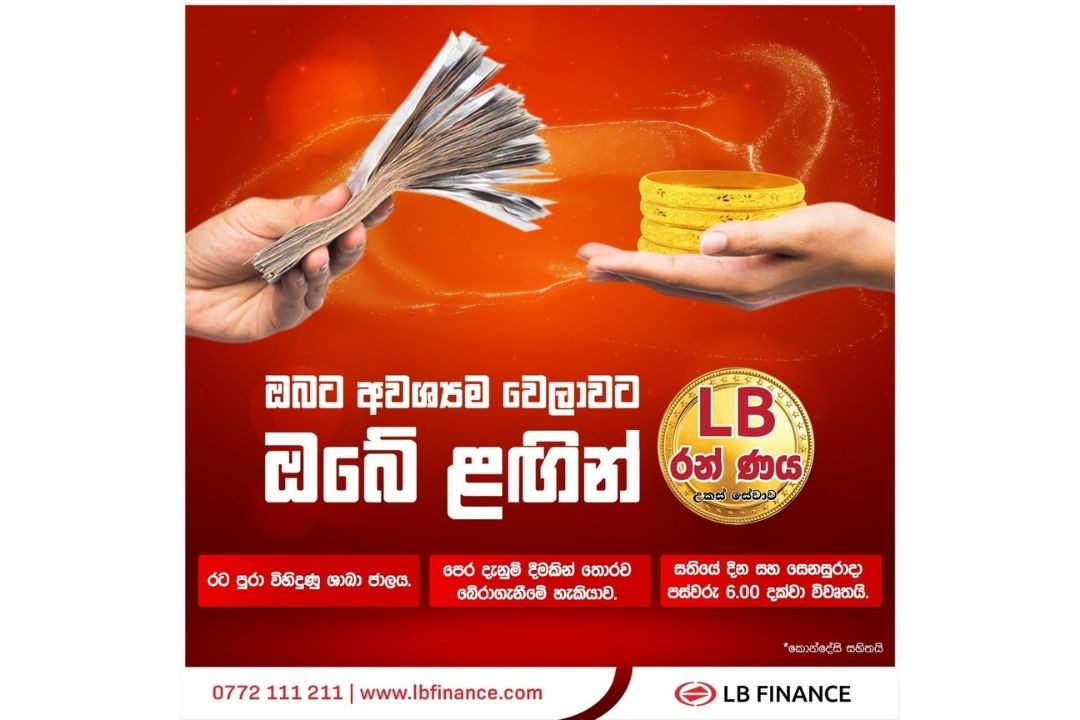 ඔබට අවශ්‍යම වෙලාවට
ඔබේ ළඟින්
LB
රන් ණය
උකස් සේවාව
රට පුරා විහිදුණු ශාඛා ජාලය.
පෙර දැනුම් දීමකින් තොරව
බේරාගැනීමේ හැකියාව.
සතියේ දින සහ සෙනසුරාදා
පස්වරු 6.00 දක්වා විවෘතයි.
*කොන්දේසි සහිතයි
0772 111 211 | www.lbfinance.com
LB FINANCE